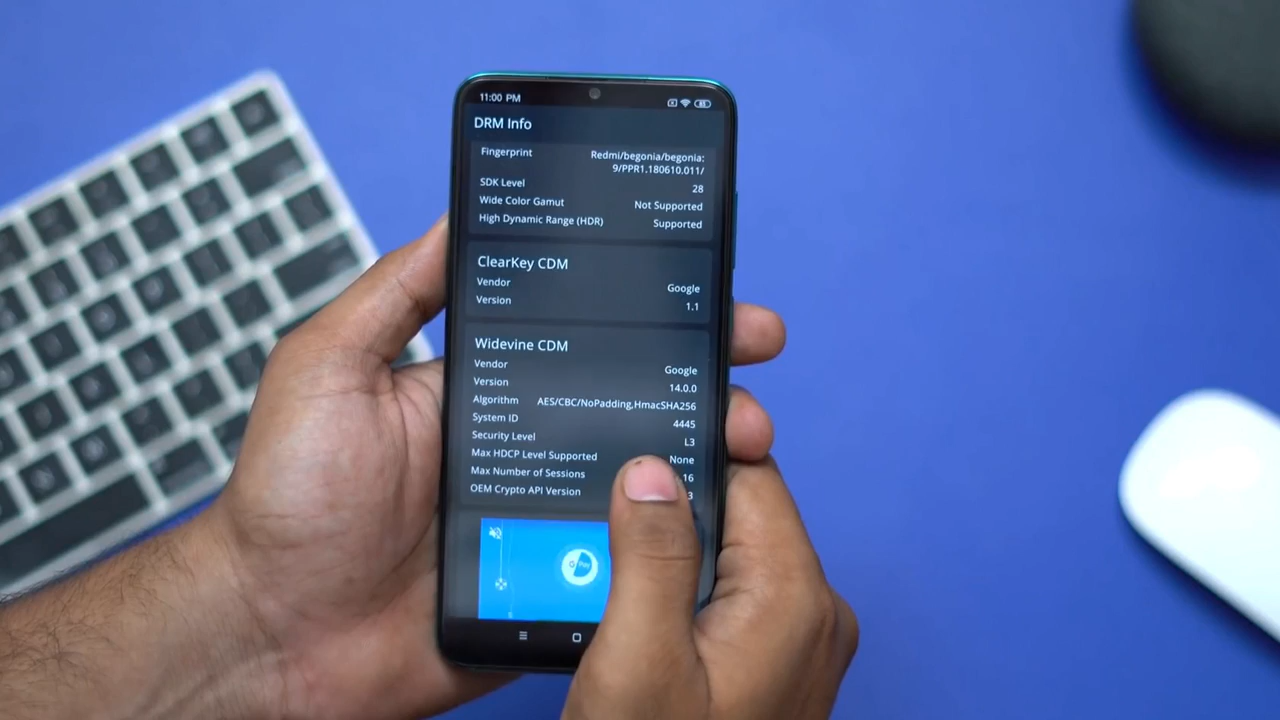 11:00 PM
DRM Info
Fingerprint Redmi/begonia/begonia:
9/PPR1.180610.011/
SDK Level 28
Wide Color Gamut Not Supported
High Dynamic Range (HDR) Supported
ClearKey CDM
Vendor Google
Version 1.1
Widevine CDM
Vendor Google
Version 14.0.0
Algorithm AES/CBC/NoPadding,HmacSHA256
System ID 4445
Security Level L3
Max HDCP Level Supported None
Max Number of Sessions 16
OEM Crypto API Version